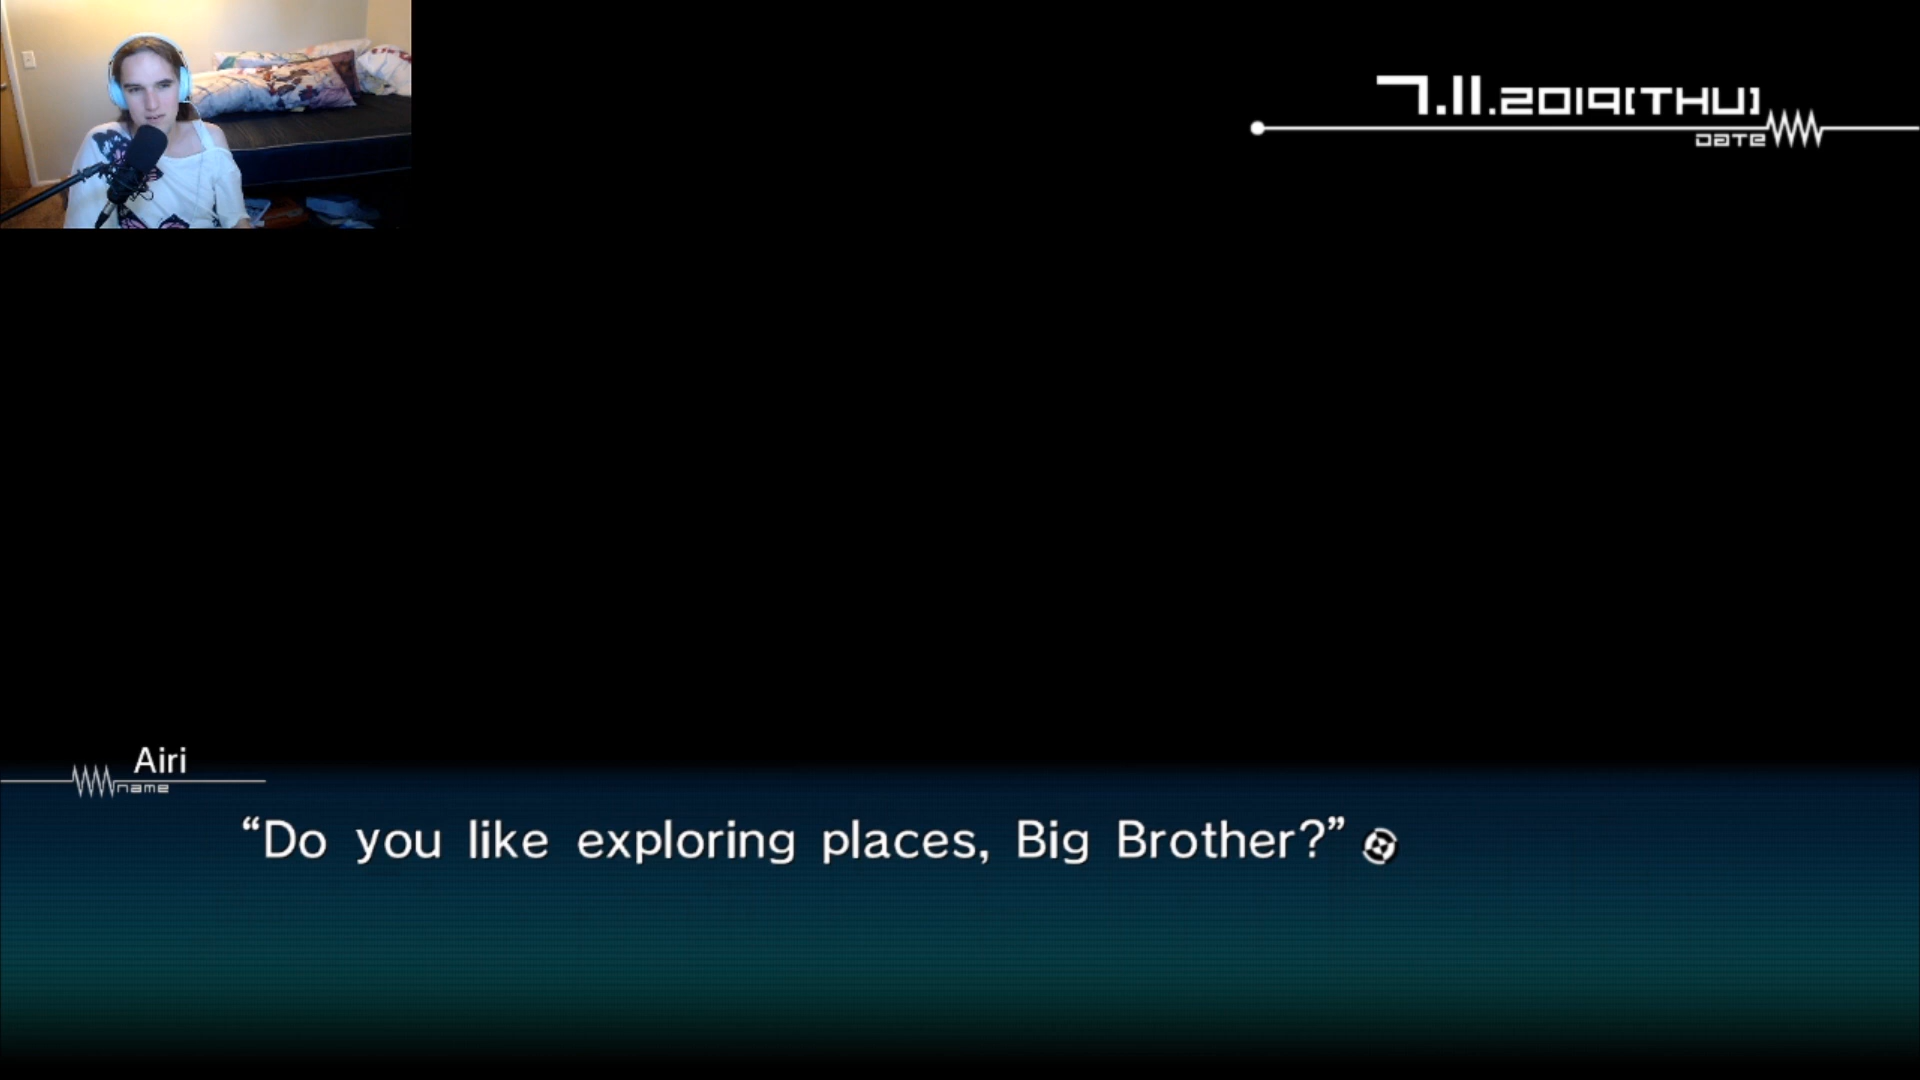 7.11.2019[THU]
DATE
Airi
name
“Do you like exploring places, Big Brother?”